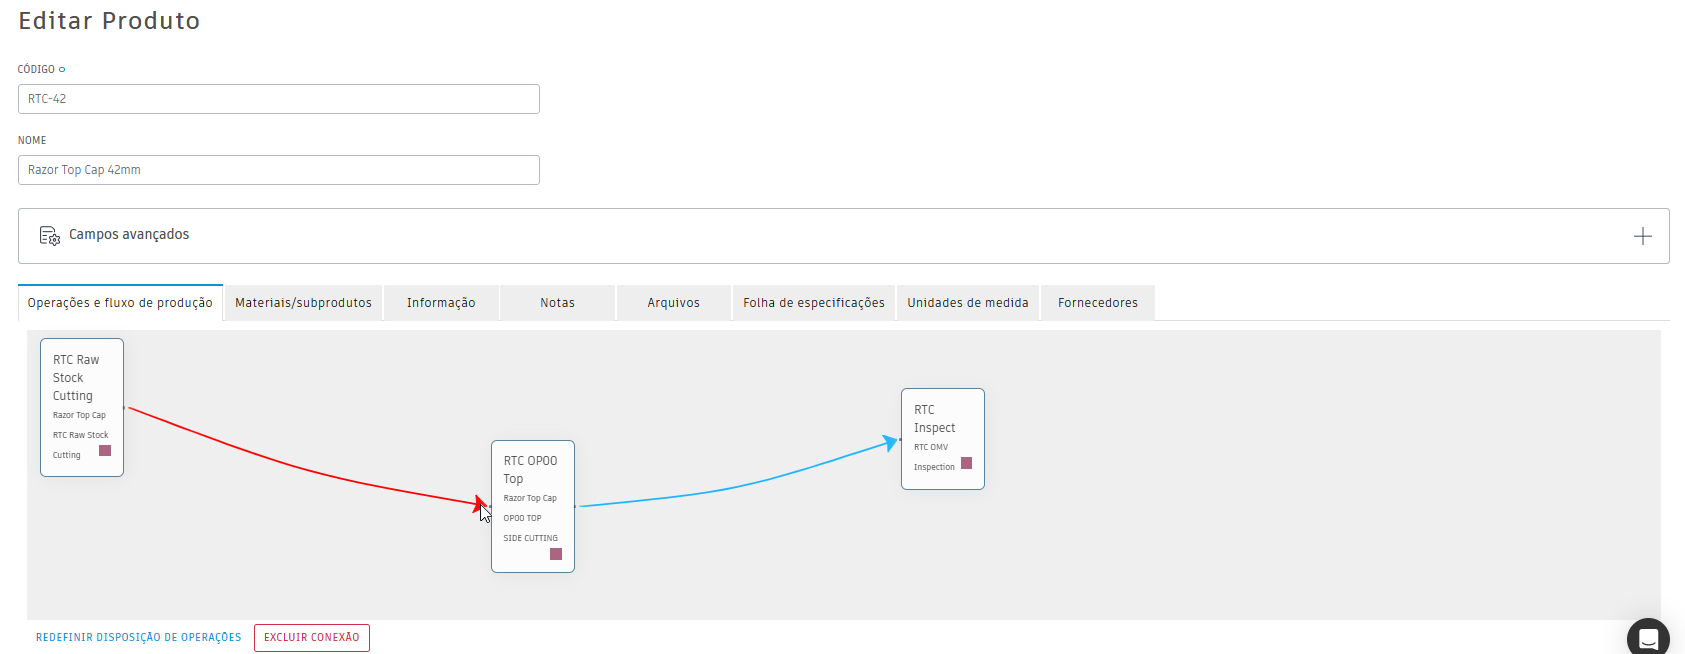 Editar Produto
CÓDIGO
RTC-42
NOME
Razor Top Cap 42mm
Campos avançados
Operações e fluxo de produção
Materiais/subprodutos
Informação
Notas
Arquivos
Folha de especificações
Unidades de medida
Fornecedores
RTC Raw
Stock
Cutting
Razor Top Cap
RTC Raw Stock
Cutting
RTC OP00
Top
Razor Top Cap
OP00 TOP
SIDE CUTTING
RTC
Inspect
RTC OMV
Inspection
REDEFINIR DISPOSIÇÃO DE OPERAÇÕES
EXCLUIR CONEXÃO